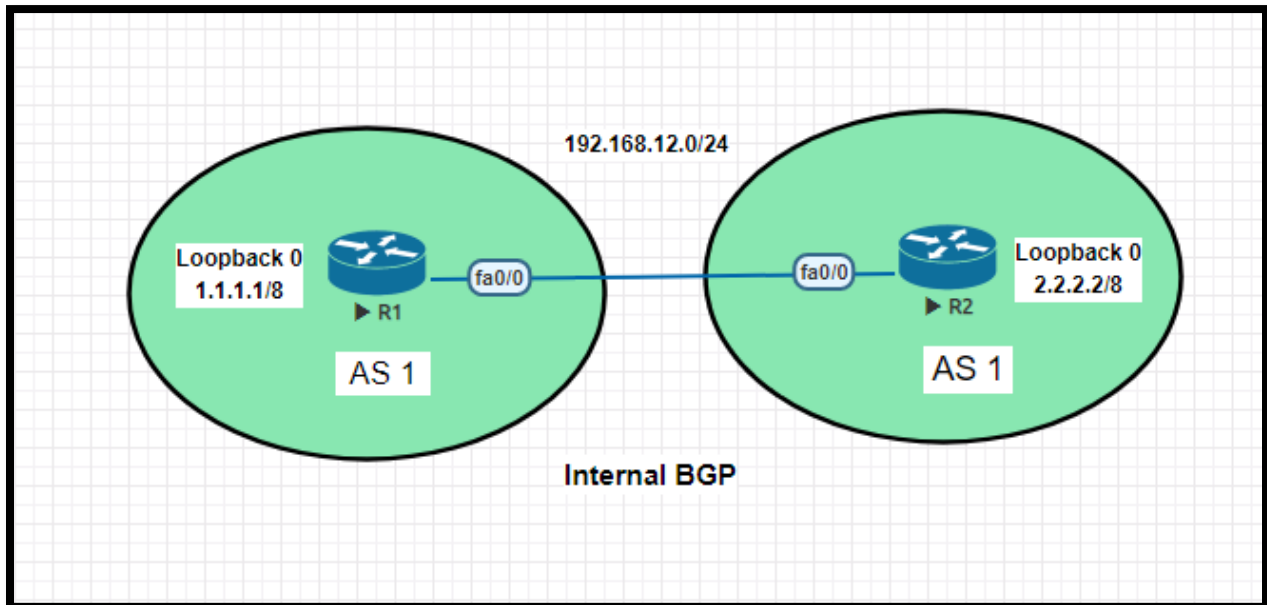 192.168.12.0/24
Loopback 0
1.1.1.1/8
fa0/0
R1
AS 1
fa0/0
R2
Loopback 0
2.2.2.2/8
AS 1
Internal BGP